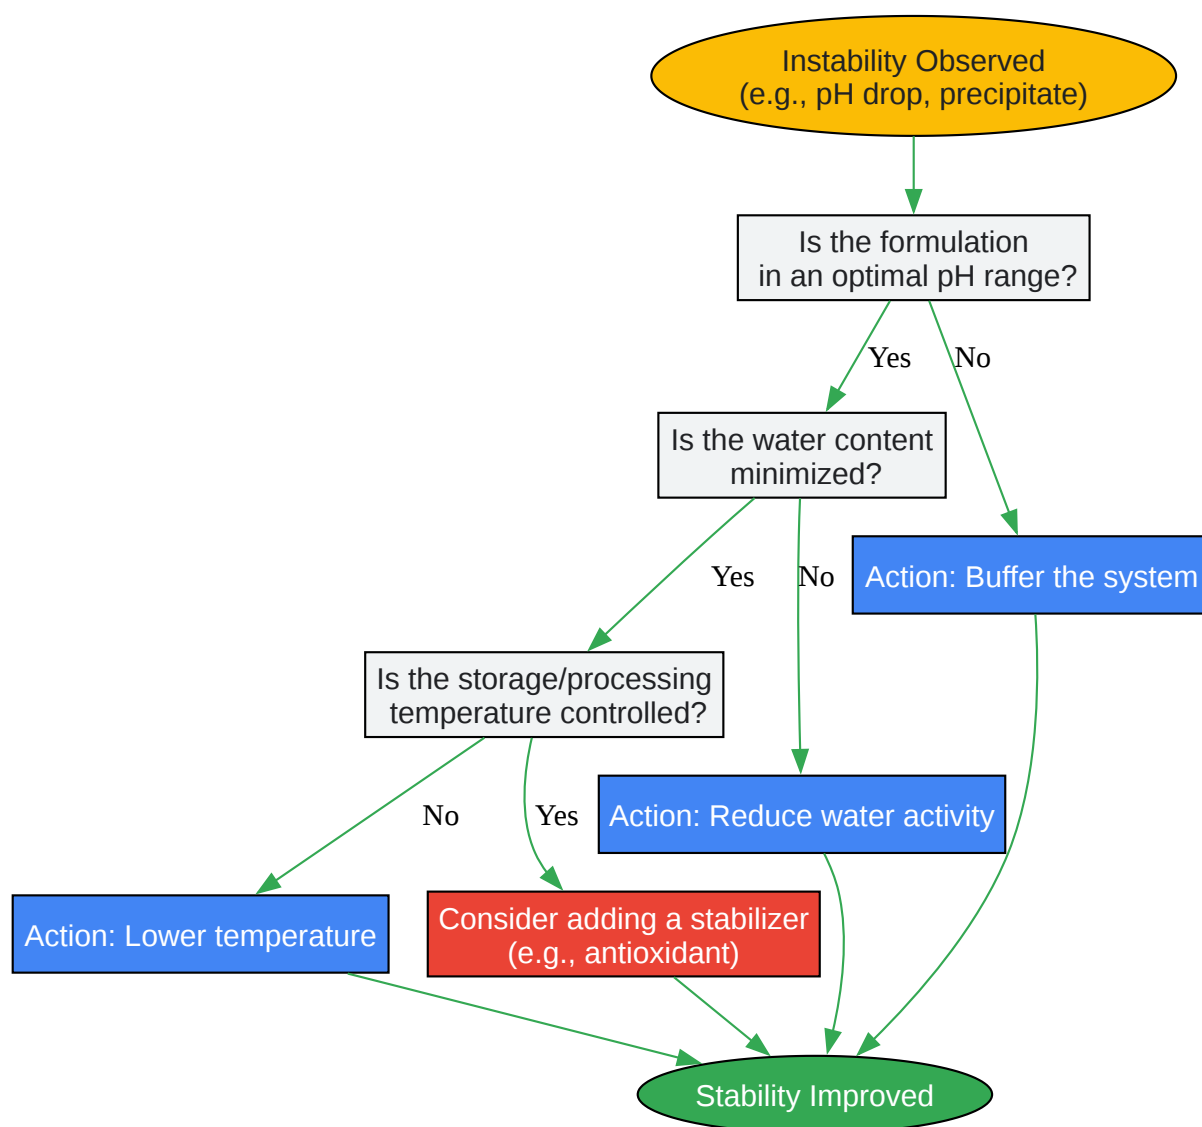 Instability Observed
(e.g., pH drop, precipitate)
Is the formulation
in an optimal pH range?
Yes
No
Is the water content
minimized?
Yes
No
Action: Buffer the system
Is the storage/processing
temperature controlled?
No
Yes
Action: Reduce water activity
Action: Lower temperature
Consider adding a stabilizer
(e.g., antioxidant)
Stability Improved